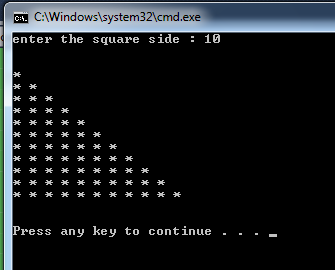 C:\Windows\system32\cmd.exe
enter the square side : 10
*
* *
* * *
* * * *
* * * * *
* * * * * *
* * * * * * *
* * * * * * * *
* * * * * * * * *
* * * * * * * * * *
* * * * * * * * * * *
Press any key to continue . . . _